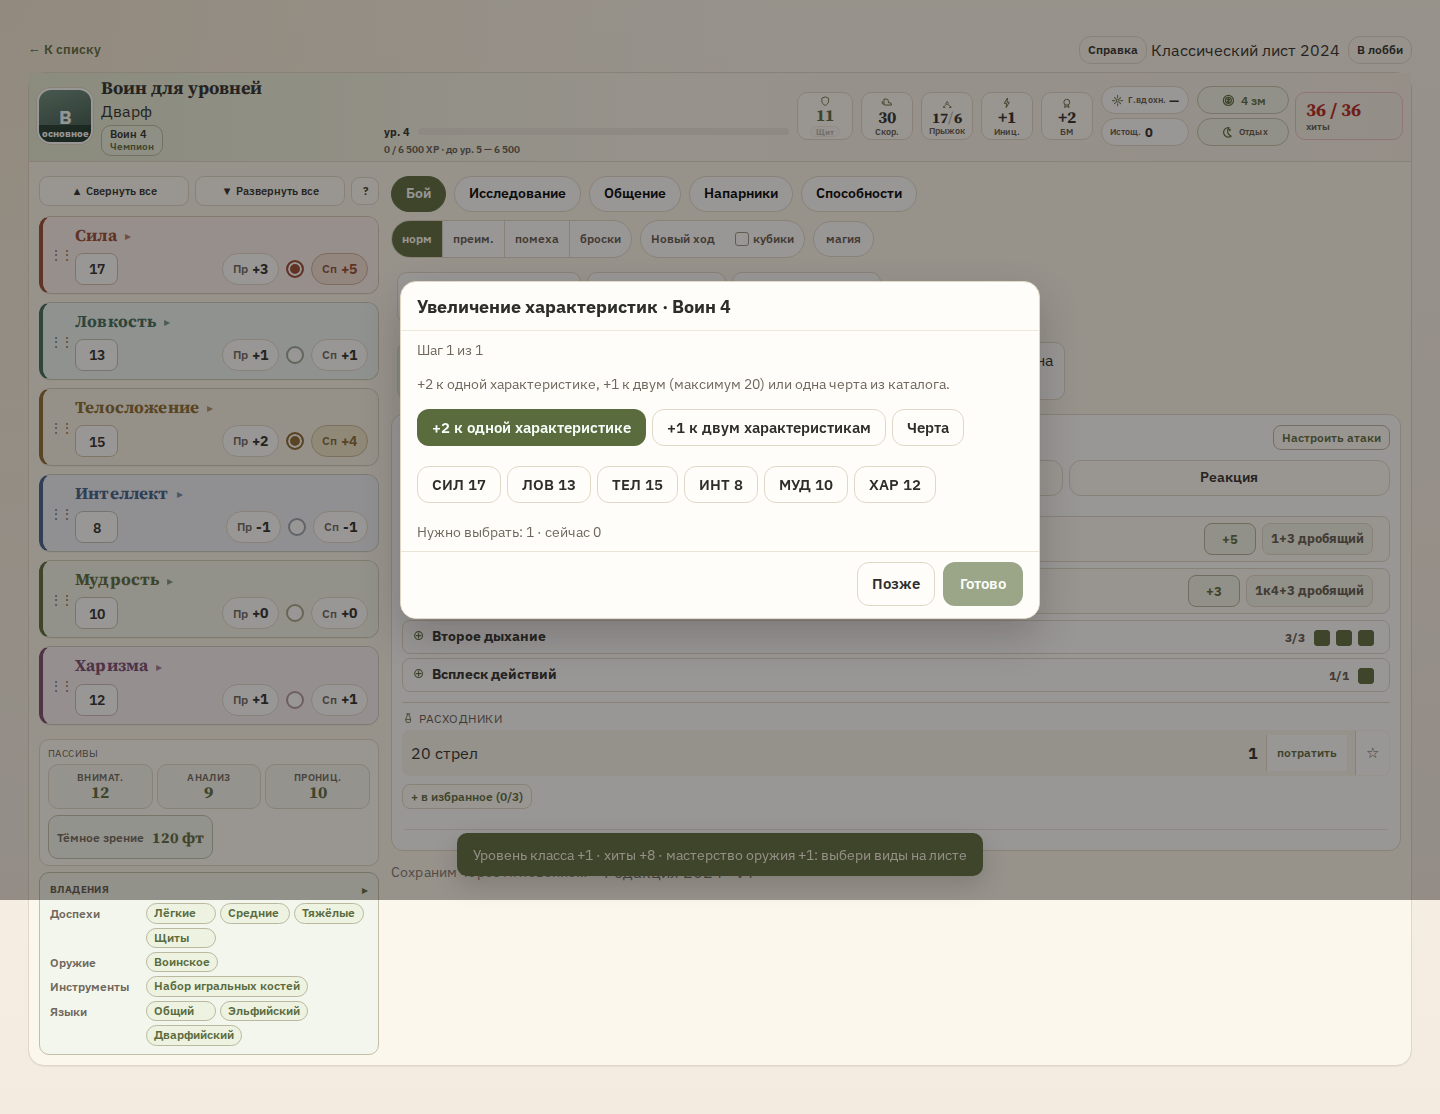 ← К списку
Справка
Классический лист 2024
В лобби
В
основное
Воин для уровней
Дварф
Воин 4
Чемпион
ур. 4
0 / 6 500 XP · до ур. 5 — 6 500
11
Щит
30
Скор.
17/6
Прыжок
+1
Иниц.
+2
БМ
Г.вдохн. —
Истощ. 0
4 зм
Отдых
36 / 36
хиты
▲ Свернуть все
▼ Развернуть все
?
Сила ▸
17
Пр +3
Сп +5
Ловкость ▸
13
Пр +1
Сп +1
Телосложение ▸
15
Пр +2
Сп +4
Интеллект ▸
8
Пр -1
Сп -1
Мудрость ▸
10
Пр +0
Сп +0
Харизма ▸
12
Пр +1
Сп +1
ПАССИВЫ
ВНИМАТ.
12
АНАЛИЗ
9
ПРОНИЦ.
10
Тёмное зрение 120 фт
ВЛАДЕНИЯ ▸
Доспехи
Лёгкие
Средние
Тяжёлые
Щиты
Оружие
Воинское
Инструменты
Набор игральных костей
Языки
Общий
Эльфийский
Дварфийский
Бой
Исследование
Общение
Напарники
Способности
норм
преим.
помеха
броски
Новый ход
кубики
магия
на
Настроить атаки
Реакция
+5
1+3 дробящий
+3
1к4+3 дробящий
Увеличение характеристик · Воин 4
Шаг 1 из 1
+2 к одной характеристике, +1 к двум (максимум 20) или одна черта из каталога.
+2 к одной характеристике
+1 к двум характеристикам
Черта
СИЛ 17
ЛОВ 13
ТЕЛ 15
ИНТ 8
МУД 10
ХАР 12
Нужно выбрать: 1 · сейчас 0
Позже
Готово
Второе дыхание
3/3
Всплеск действий
1/1
РАСХОДНИКИ
20 стрел
1
потратить
☆
+ в избранное (0/3)
Уровень класса +1 · хиты +8 · мастерство оружия +1: выбери виды на листе
Сохраним